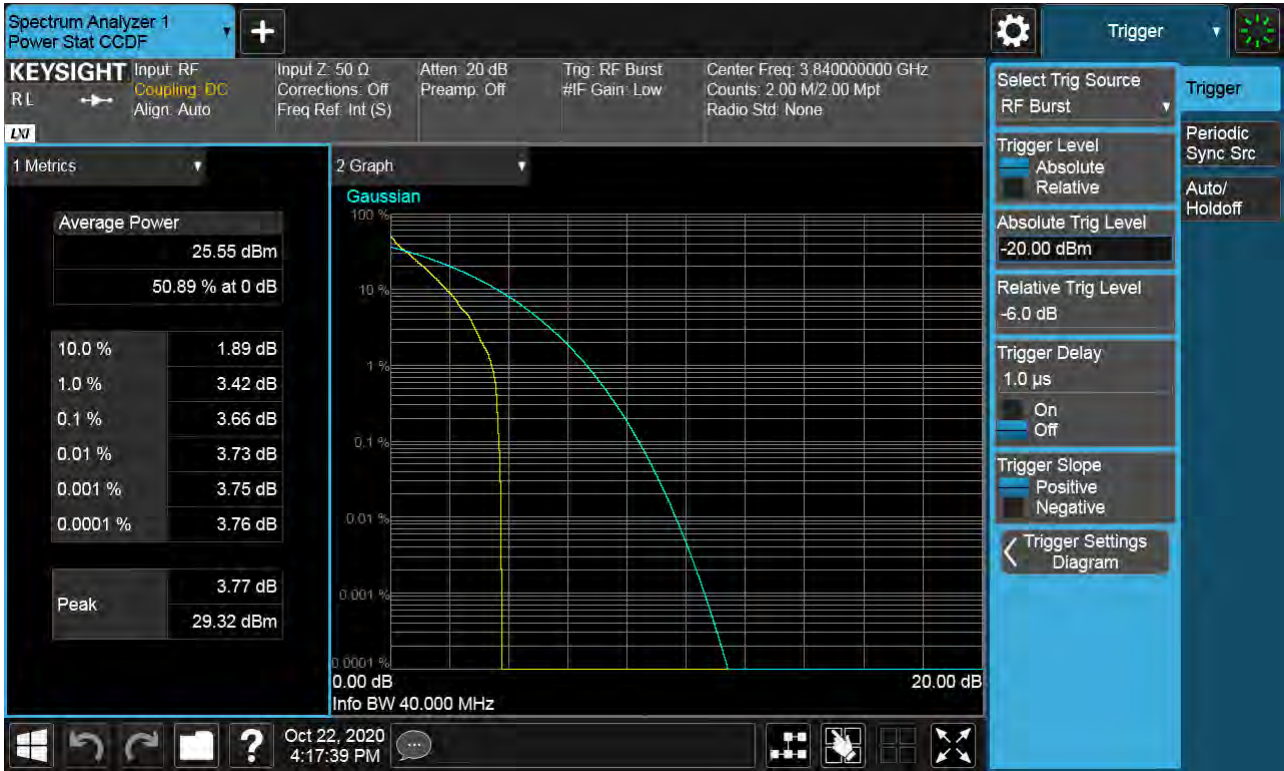 Spectrum Analyzer 1
Power Stat CCDF
+
Trigger
KEYSIGHT
R L
LXI
Input: RF
Coupling: DC
Align: Auto
Input Z: 50 Ω
Corrections: Off
Freq Ref: Int (S)
Atten: 20 dB
Preamp: Off
Trig: RF Burst
#IF Gain: Low
Center Freq: 3.840000000 GHz
Counts: 2.00 M/2.00 Mpt
Radio Std: None
1 Metrics
Average Power
25.55 dBm
50.89 % at 0 dB
10.0 % 1.89 dB
1.0 % 3.42 dB
0.1 % 3.66 dB
0.01 % 3.73 dB
0.001 % 3.75 dB
0.0001 % 3.76 dB
Peak
3.77 dB
29.32 dBm
2 Graph
Gaussian
100 %
10 %
1 %
0.1 %
0.01 %
0.001 %
0.0001 %
0.00 dB 20.00 dB
Info BW 40.000 MHz
Select Trig Source
RF Burst
Trigger Level
Absolute
Relative
Absolute Trig Level
-20.00 dBm
Relative Trig Level
-6.0 dB
Trigger Delay
1.0 µs
On
Off
Trigger Slope
Positive
Negative
Trigger Settings
Diagram
Trigger
Periodic
Sync Src
Auto/
Holdoff
?
Oct 22, 2020
4:17:39 PM